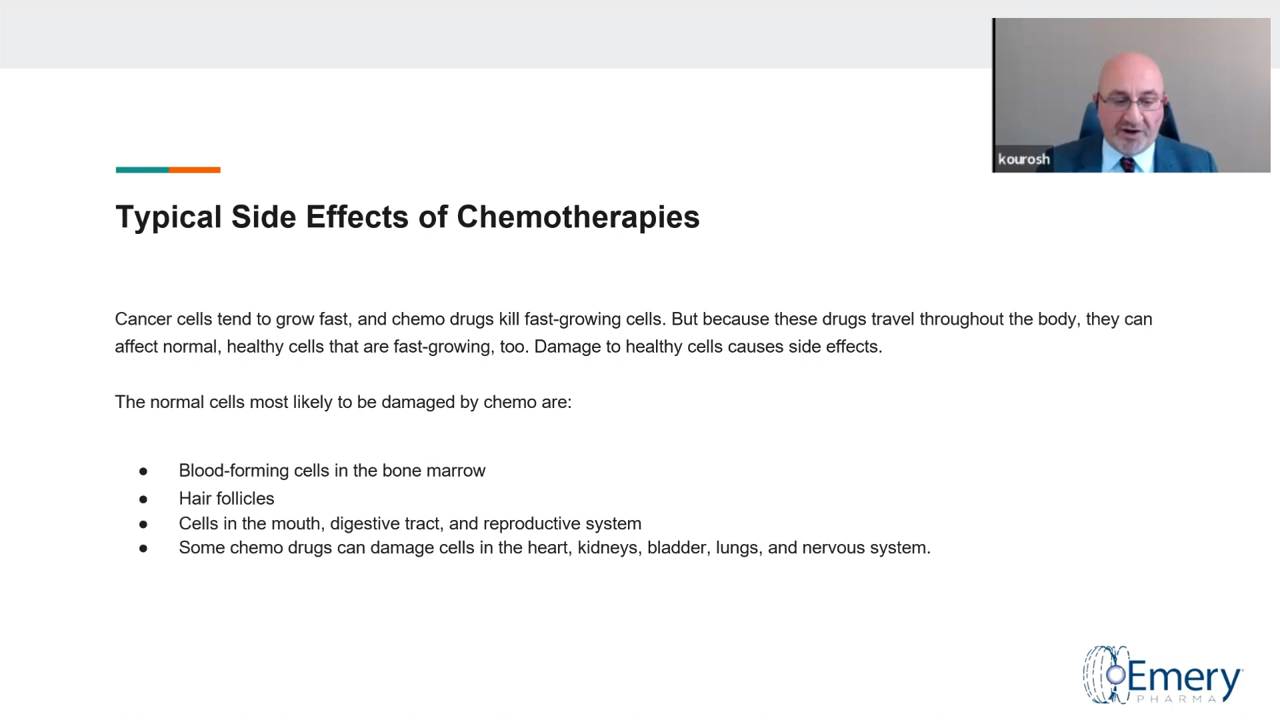 kourosh
Typical Side Effects of Chemotherapies
Cancer cells tend to grow fast, and chemo drugs kill fast-growing cells. But because these drugs travel throughout the body, they can
affect normal, healthy cells that are fast-growing, too. Damage to healthy cells causes side effects.
The normal cells most likely to be damaged by chemo are:
● Blood-forming cells in the bone marrow
● Hair follicles
● Cells in the mouth, digestive tract, and reproductive system
● Some chemo drugs can damage cells in the heart, kidneys, bladder, lungs, and nervous system.
Emery
PHARMA